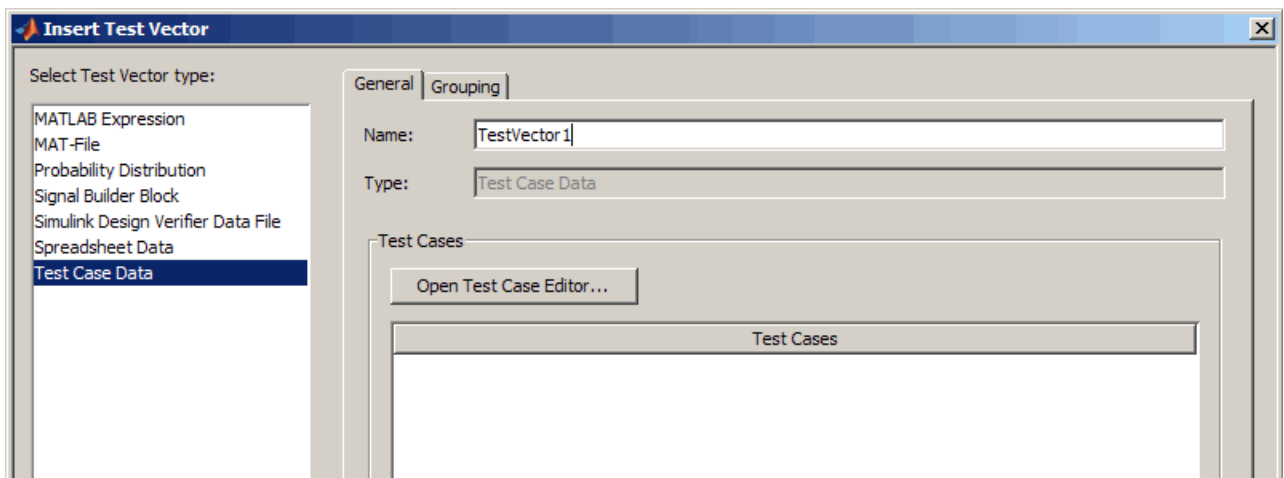 Insert Test Vector
Select Test Vector type:
MATLAB Expression
MAT-File
Probability Distribution
Signal Builder Block
Simulink Design Verifier Data File
Spreadsheet Data
Test Case Data
General
Grouping
Name:
TestVector1
Type:
Test Case Data
Test Cases
Open Test Case Editor...
Test Cases